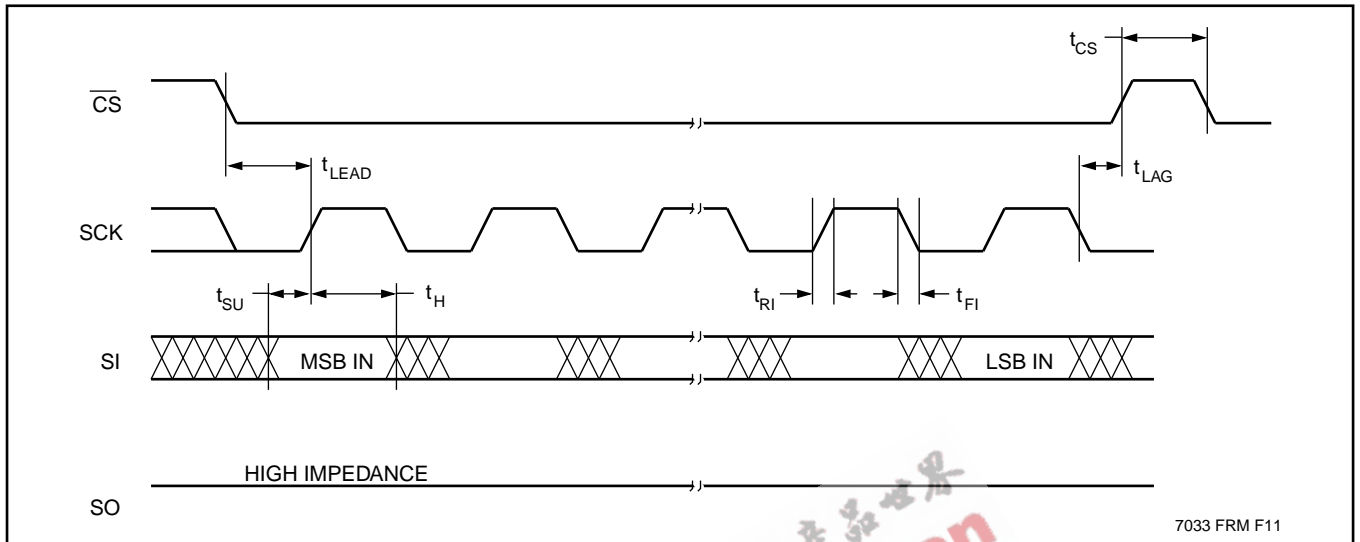 tCS
CS
tLEAD
tLAG
SCK
tSU
tH
tRI
tFI
SI
MSB IN
LSB IN
HIGH IMPEDANCE
SO
7033 FRM F11